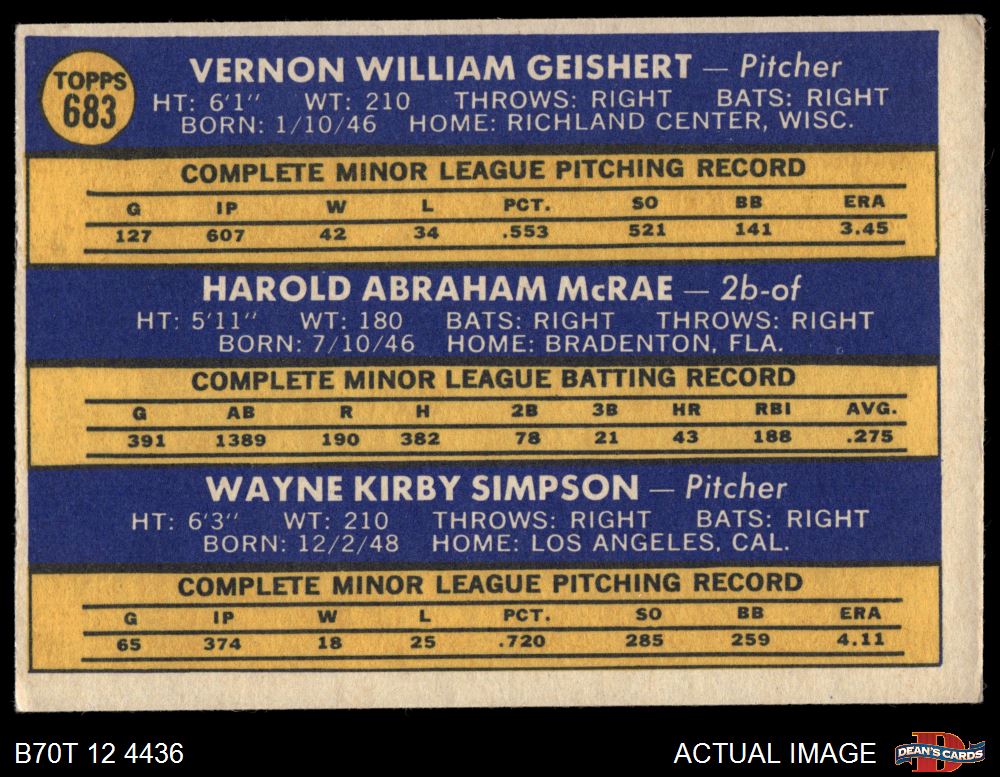 TOPPS
683
VERNON WILLIAM GEISHERT — Pitcher
HT: 6'1" WT: 210 THROWS: RIGHT BATS: RIGHT
BORN: 1/10/46 HOME: RICHLAND CENTER, WISC.
COMPLETE MINOR LEAGUE PITCHING RECORD
G IP W L PCT. SO BB ERA
127 607 42 34 .553 521 141 3.45
HAROLD ABRAHAM McRAE — 2b-of
HT: 5'11" WT: 180 BATS: RIGHT THROWS: RIGHT
BORN: 7/10/46 HOME: BRADENTON, FLA.
COMPLETE MINOR LEAGUE BATTING RECORD
G AB R H 2B 3B HR RBI AVG.
391 1389 190 382 78 21 43 188 .275
WAYNE KIRBY SIMPSON — Pitcher
HT: 6'3" WT: 210 THROWS: RIGHT BATS: RIGHT
BORN: 12/2/48 HOME: LOS ANGELES, CAL.
COMPLETE MINOR LEAGUE PITCHING RECORD
G IP W L PCT. SO BB ERA
65 374 18 25 .720 285 259 4.11
B70T 12 4436
ACTUAL IMAGE
D
DEAN'S CARDS